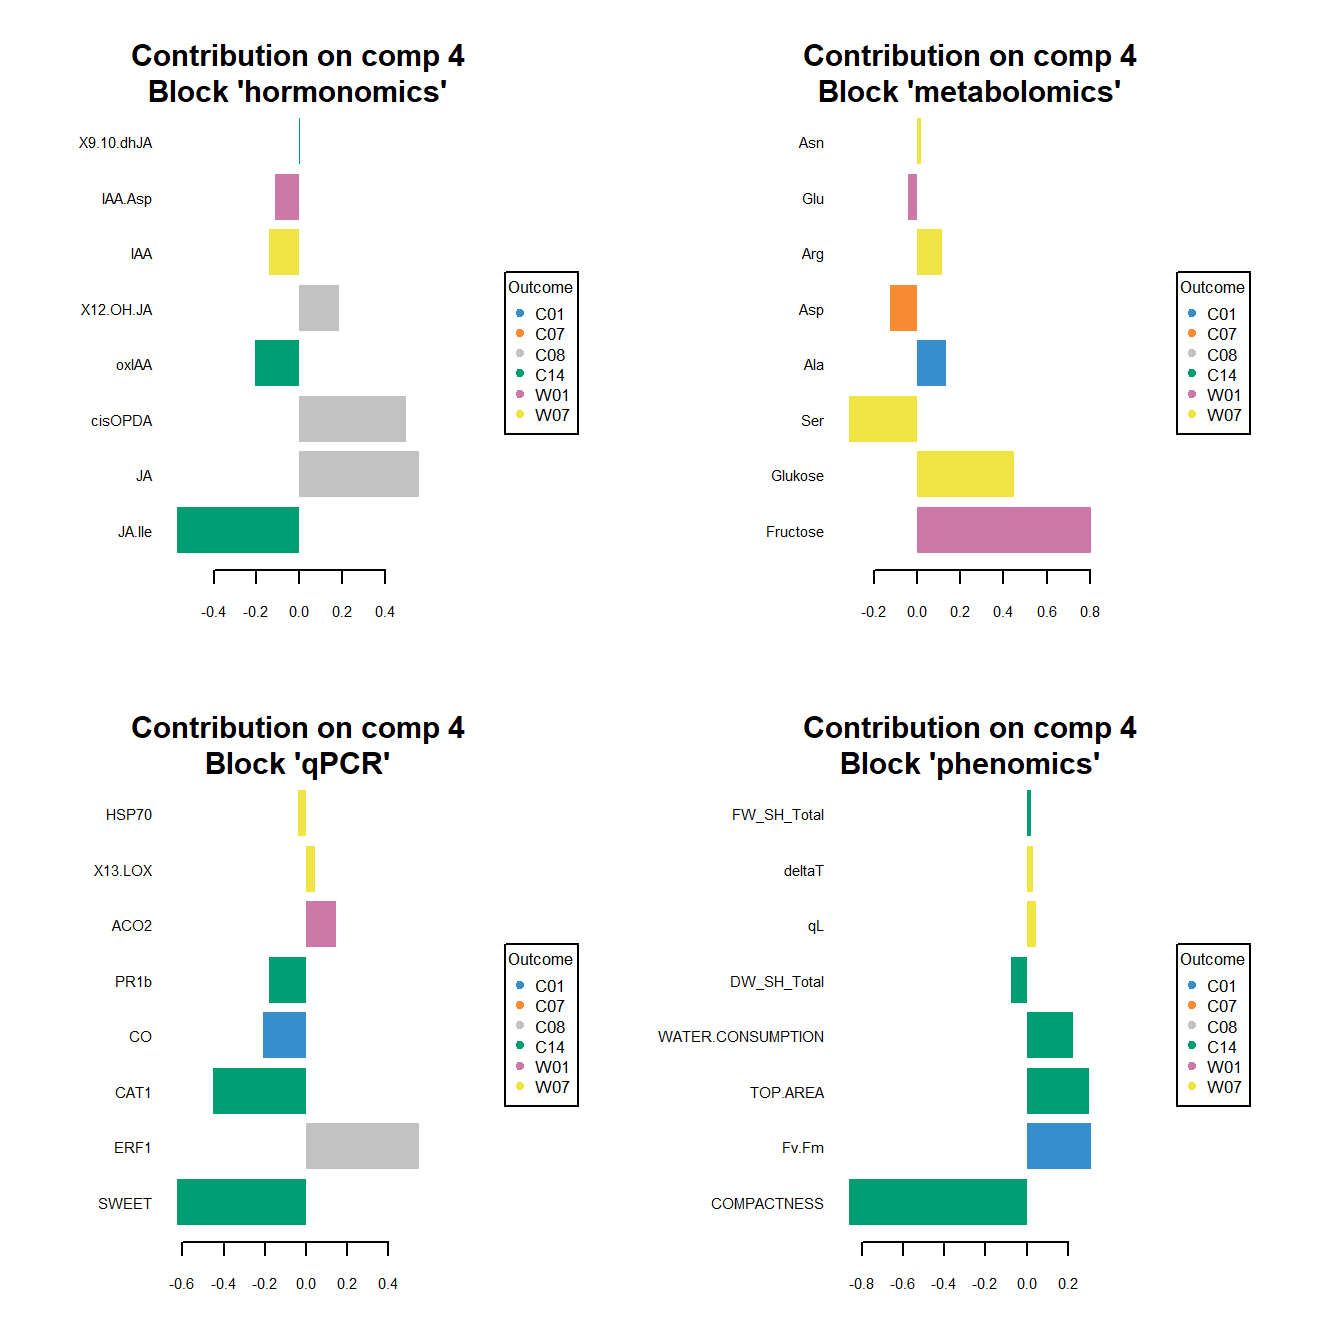 Contribution on comp 4
Block 'hormonomics'
X9.10.dhJA
IAA.Asp
IAA
X12.OH.JA
oxIAA
cisOPDA
JA
JA.Ile
-0.4 -0.2 0.0 0.2 0.4
Outcome
C01
C07
C08
C14
W01
W07
Contribution on comp 4
Block 'metabolomics'
Asn
Glu
Arg
Asp
Ala
Ser
Glukose
Fructose
-0.2 0.0 0.2 0.4 0.6 0.8
Outcome
C01
C07
C08
C14
W01
W07
Contribution on comp 4
Block 'qPCR'
HSP70
X13.LOX
ACO2
PR1b
CO
CAT1
ERF1
SWEET
-0.6 -0.4 -0.2 0.0 0.2 0.4
Outcome
C01
C07
C08
C14
W01
W07
Contribution on comp 4
Block 'phenomics'
FW_SH_Total
deltaT
qL
DW_SH_Total
WATER.CONSUMPTION
TOP.AREA
Fv.Fm
COMPACTNESS
-0.8 -0.6 -0.4 -0.2 0.0 0.2
Outcome
C01
C07
C08
C14
W01
W07